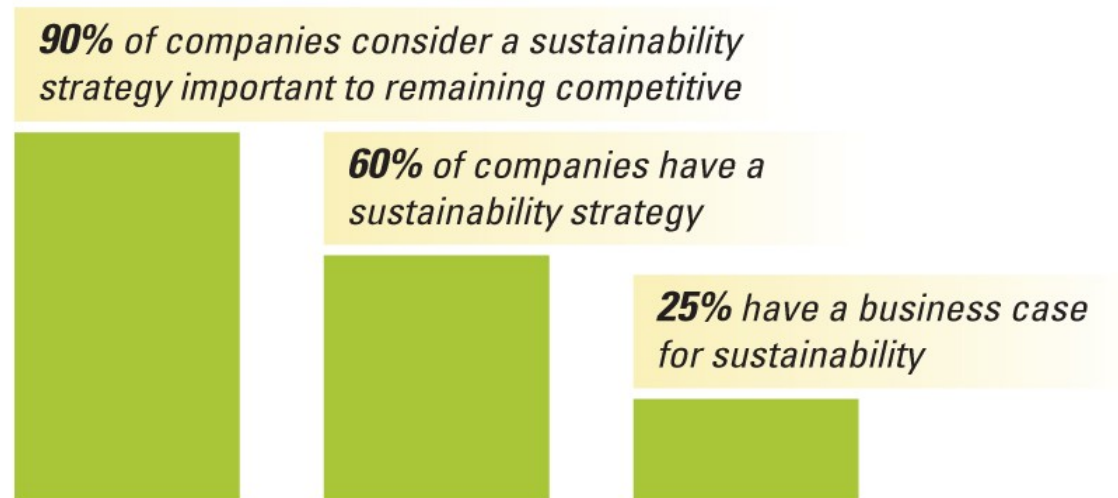 90% of companies consider a sustainability
strategy important to remaining competitive
60% of companies have a
sustainability strategy
25% have a business case
for sustainability